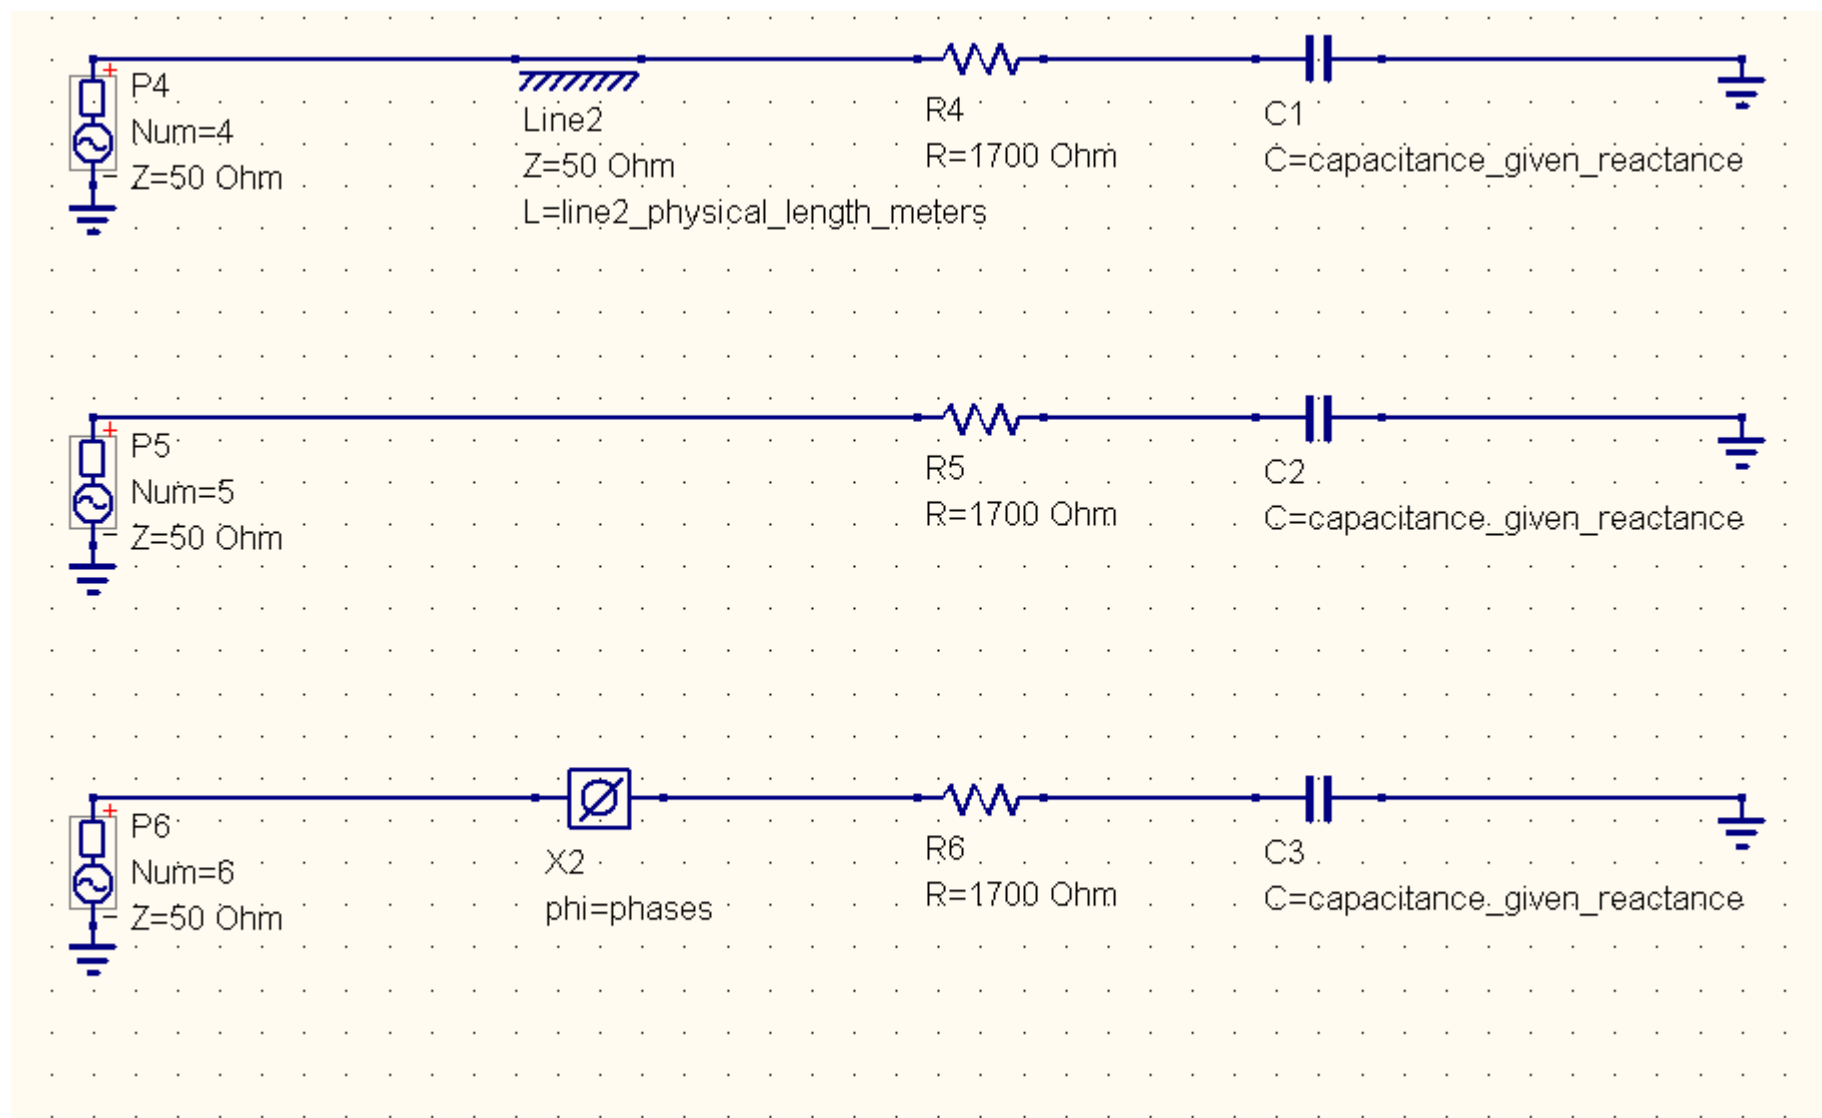 P4
Num=4
Z=50 Ohm
Line2
Z=50 Ohm
L=line2_physical_length_meters
R4
R=1700 Ohm
C1
C=capacitance_given_reactance
P5
Num=5
Z=50 Ohm
R5
R=1700 Ohm
C2
C=capacitance_given_reactance
P6
Num=6
Z=50 Ohm
X2
phi=phases
R6
R=1700 Ohm
C3
C=capacitance_given_reactance